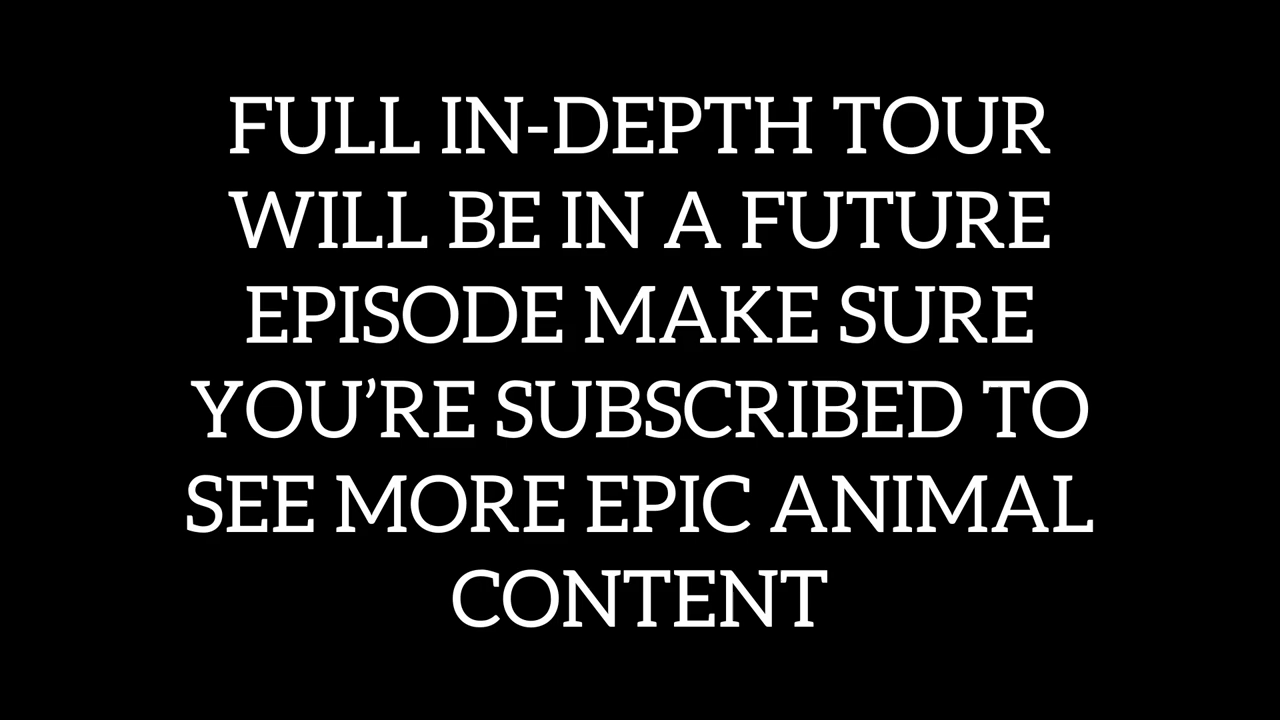 FULL IN-DEPTH TOUR
WILL BE IN A FUTURE
EPISODE MAKE SURE
YOU’RE SUBSCRIBED TO
SEE MORE EPIC ANIMAL
CONTENT